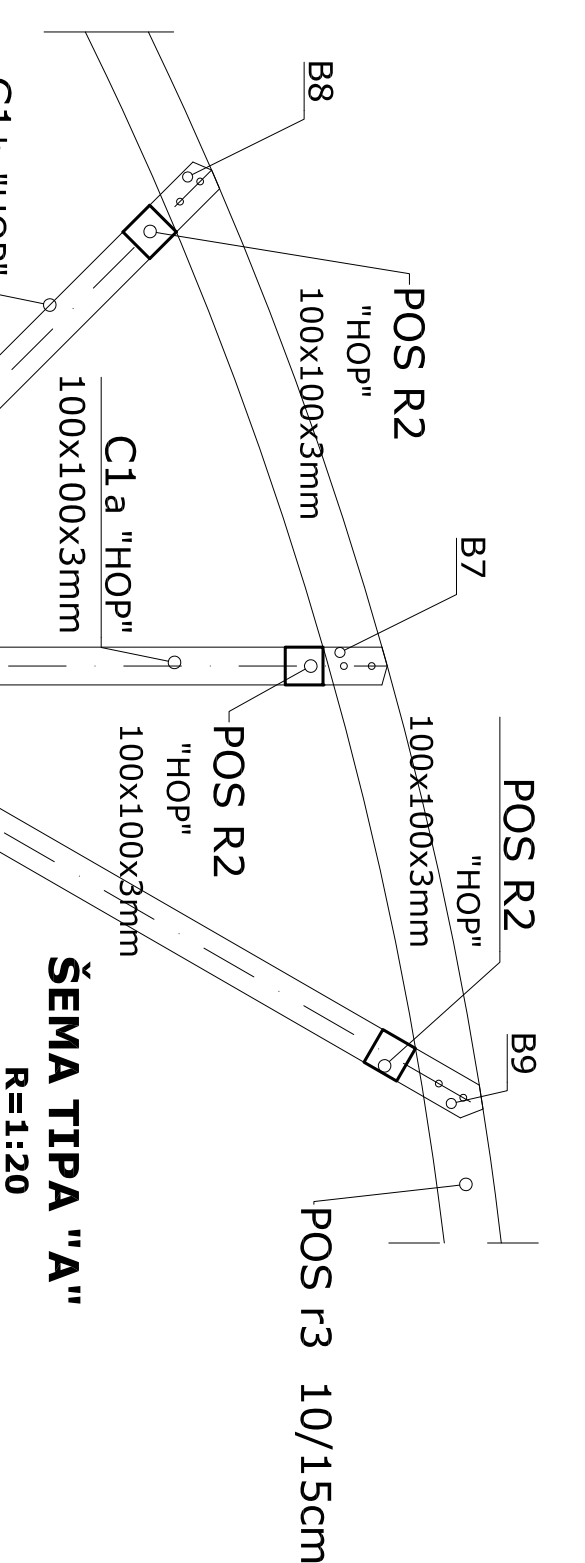 B8
POS R2
"HOP"
100x100x3mm
C1a "HOP"
100x100x3mm
B7
POS R2
"HOP"
100x100x3mm
POS R2
"HOP"
100x100x3mm
B9
POS r3 10/15cm
ŠEMA TIPA "A"
R=1:20